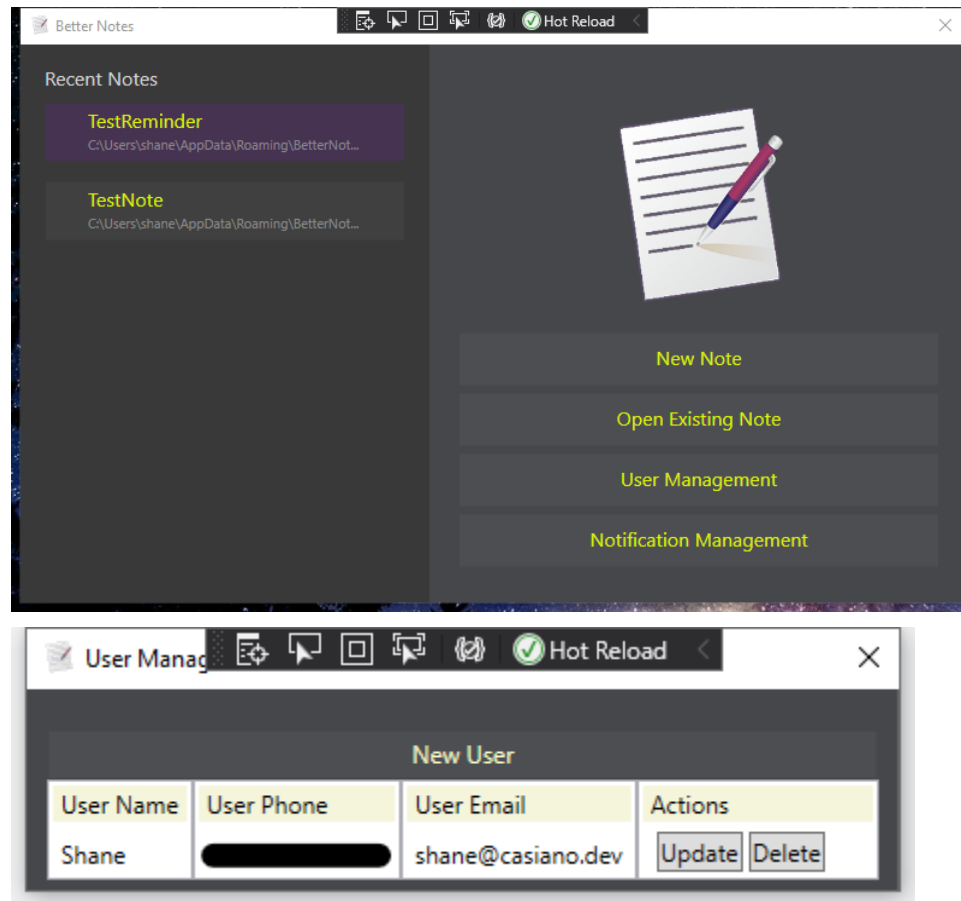 Better Notes
Hot Reload
Recent Notes
TestReminder
C:\Users\shane\AppData\Roaming\BetterNot...
TestNote
C:\Users\shane\AppData\Roaming\BetterNot...
New Note
Open Existing Note
User Management
Notification Management
User Manag
Hot Reload
New User
User Name User Phone User Email Actions
Shane shane@casiano.dev Update Delete